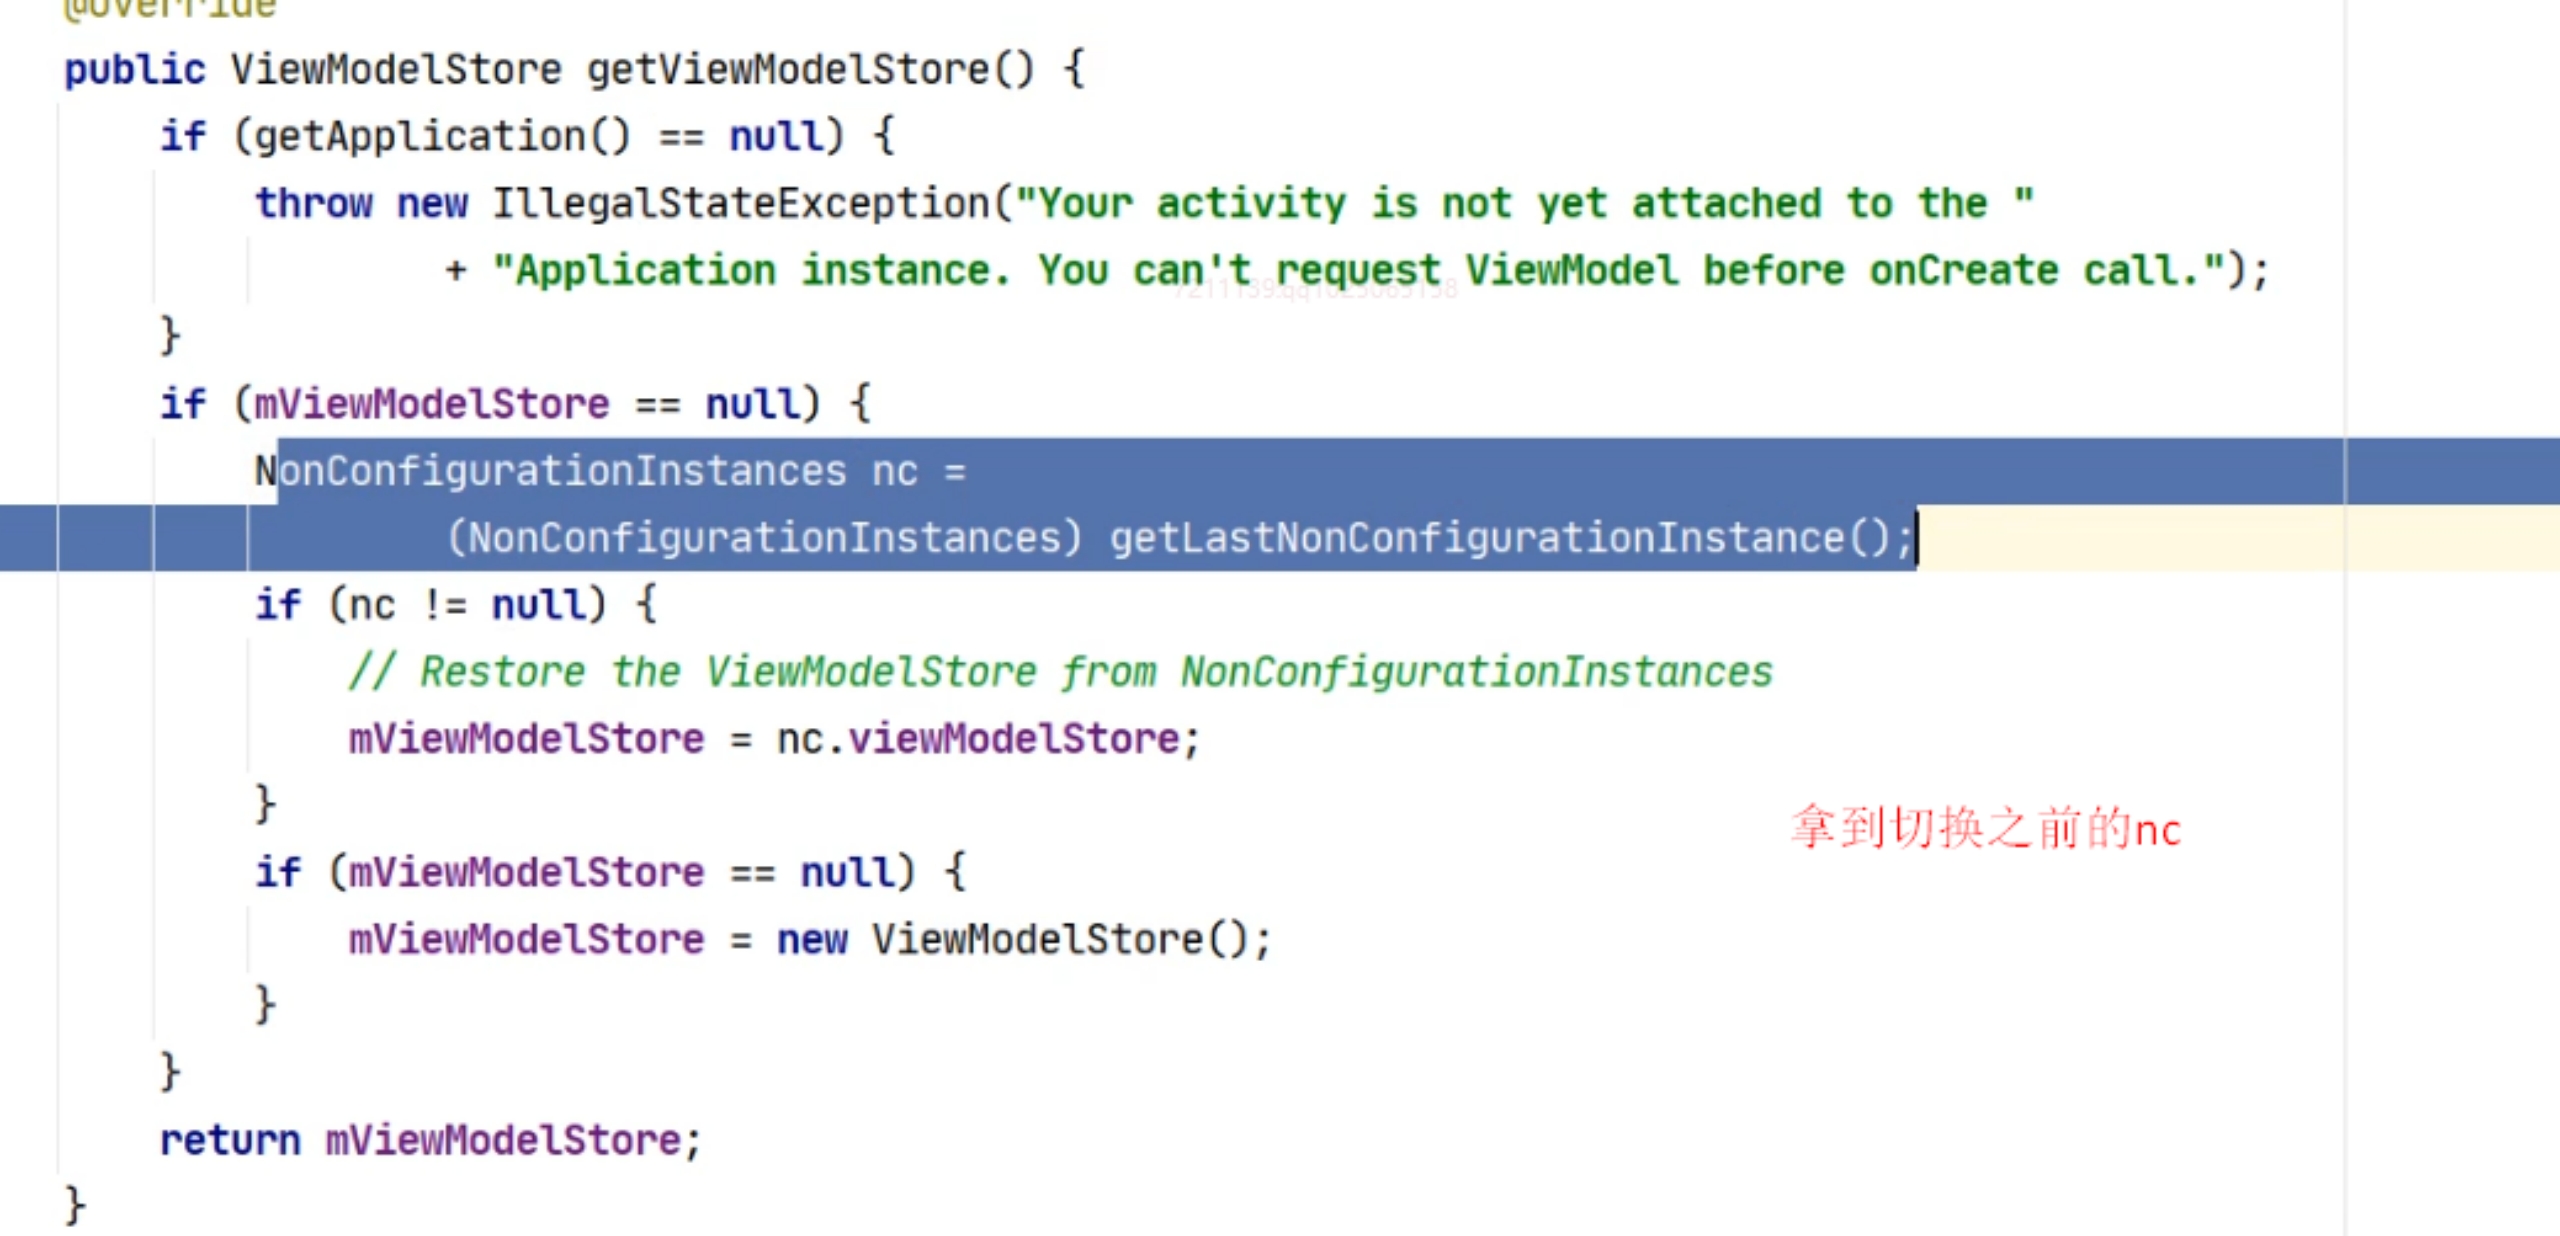 @Override
public ViewModelStore getViewModelStore() {
if (getApplication() == null) {
throw new IllegalStateException("Your activity is not yet attached to the "
+ "Application instance. You can't request ViewModel before onCreate call.");
}
if (mViewModelStore == null) {
NonConfigurationInstances nc =
(NonConfigurationInstances) getLastNonConfigurationInstance();
if (nc != null) {
// Restore the ViewModelStore from NonConfigurationInstances
mViewModelStore = nc.viewModelStore;
}
拿到切换之前的nc
if (mViewModelStore == null) {
mViewModelStore = new ViewModelStore();
}
}
return mViewModelStore;
}